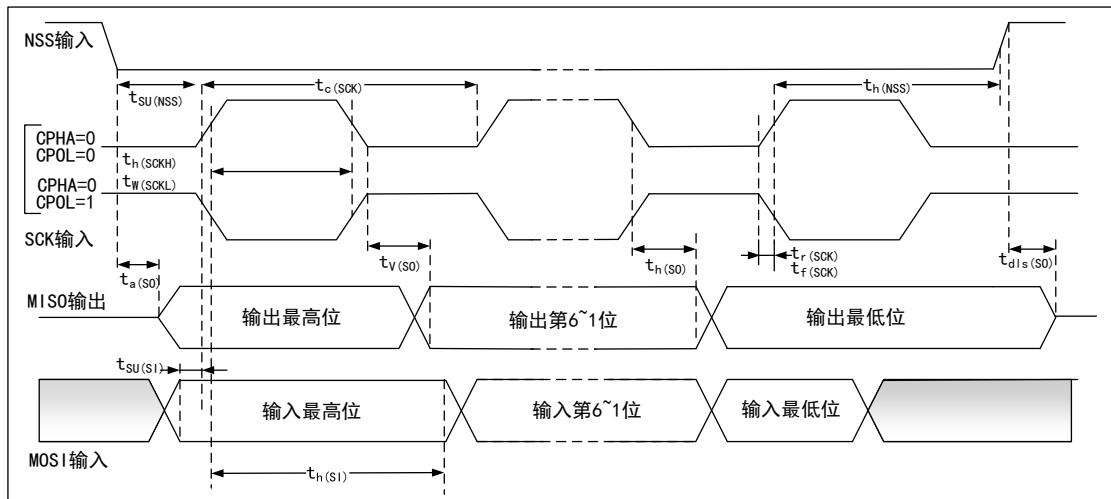 NSS输入
tSU(NSS)
tc(SCK)
th(NSS)
CPHA=0
CPOL=0
th(SCKH)
CPHA=0
tW(SCKL)
CPOL=1
SCK输入
ta(SO)
tV(SO)
th(SO)
tr(SCK)
tf(SCK)
tdls(SO)
MISO输出
输出最高位
输出第6~1位
输出最低位
tSU(SI)
输入最高位
输入第6~1位
输入最低位
MOSI输入
th(SI)